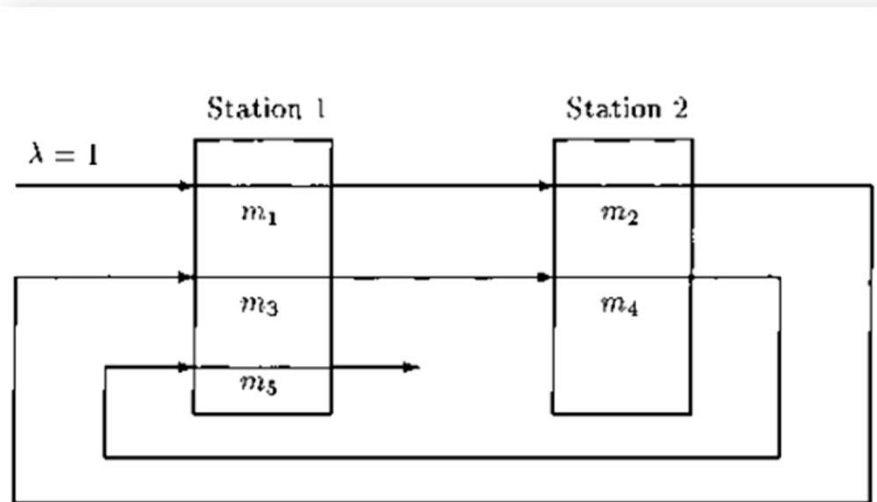 Station 1 Station 2
λ = 1
m₁ m₂
m₃ m₄
m₅